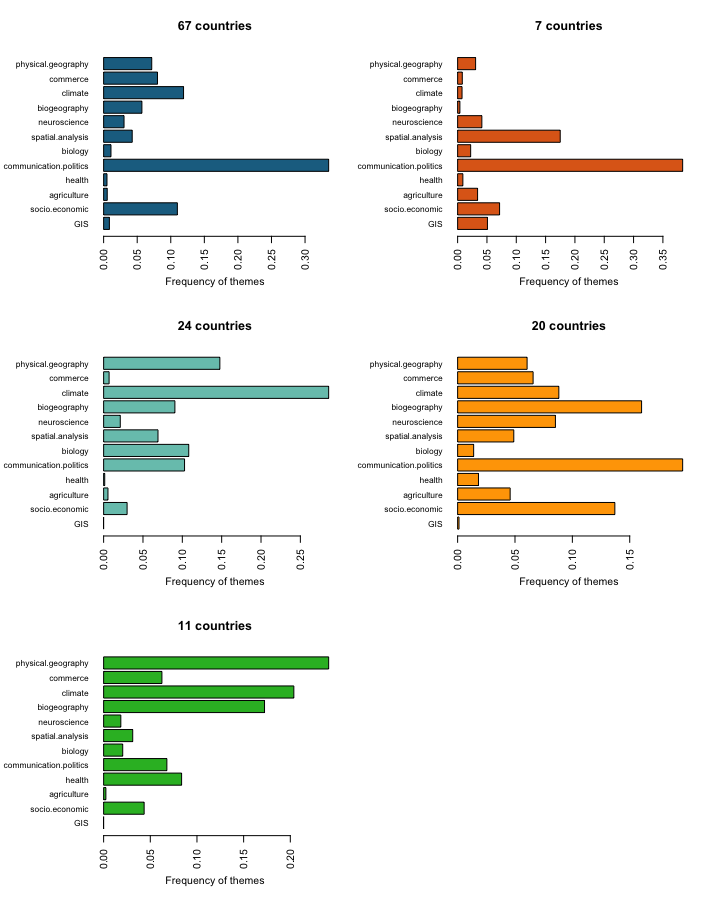 67 countries
physical.geography
commerce
climate
biogeography
neuroscience
spatial.analysis
biology
communication.politics
health
agriculture
socio.economic
GIS
0.00 0.05 0.10 0.15 0.20 0.25 0.30
Frequency of themes
7 countries
physical.geography
commerce
climate
biogeography
neuroscience
spatial.analysis
biology
communication.politics
health
agriculture
socio.economic
GIS
0.00 0.05 0.10 0.15 0.20 0.25 0.30 0.35
Frequency of themes
24 countries
physical.geography
commerce
climate
biogeography
neuroscience
spatial.analysis
biology
communication.politics
health
agriculture
socio.economic
GIS
0.00 0.05 0.10 0.15 0.20 0.25
Frequency of themes
20 countries
physical.geography
commerce
climate
biogeography
neuroscience
spatial.analysis
biology
communication.politics
health
agriculture
socio.economic
GIS
0.00 0.05 0.10 0.15
Frequency of themes
11 countries
physical.geography
commerce
climate
biogeography
neuroscience
spatial.analysis
biology
communication.politics
health
agriculture
socio.economic
GIS
0.00 0.05 0.10 0.15 0.20
Frequency of themes